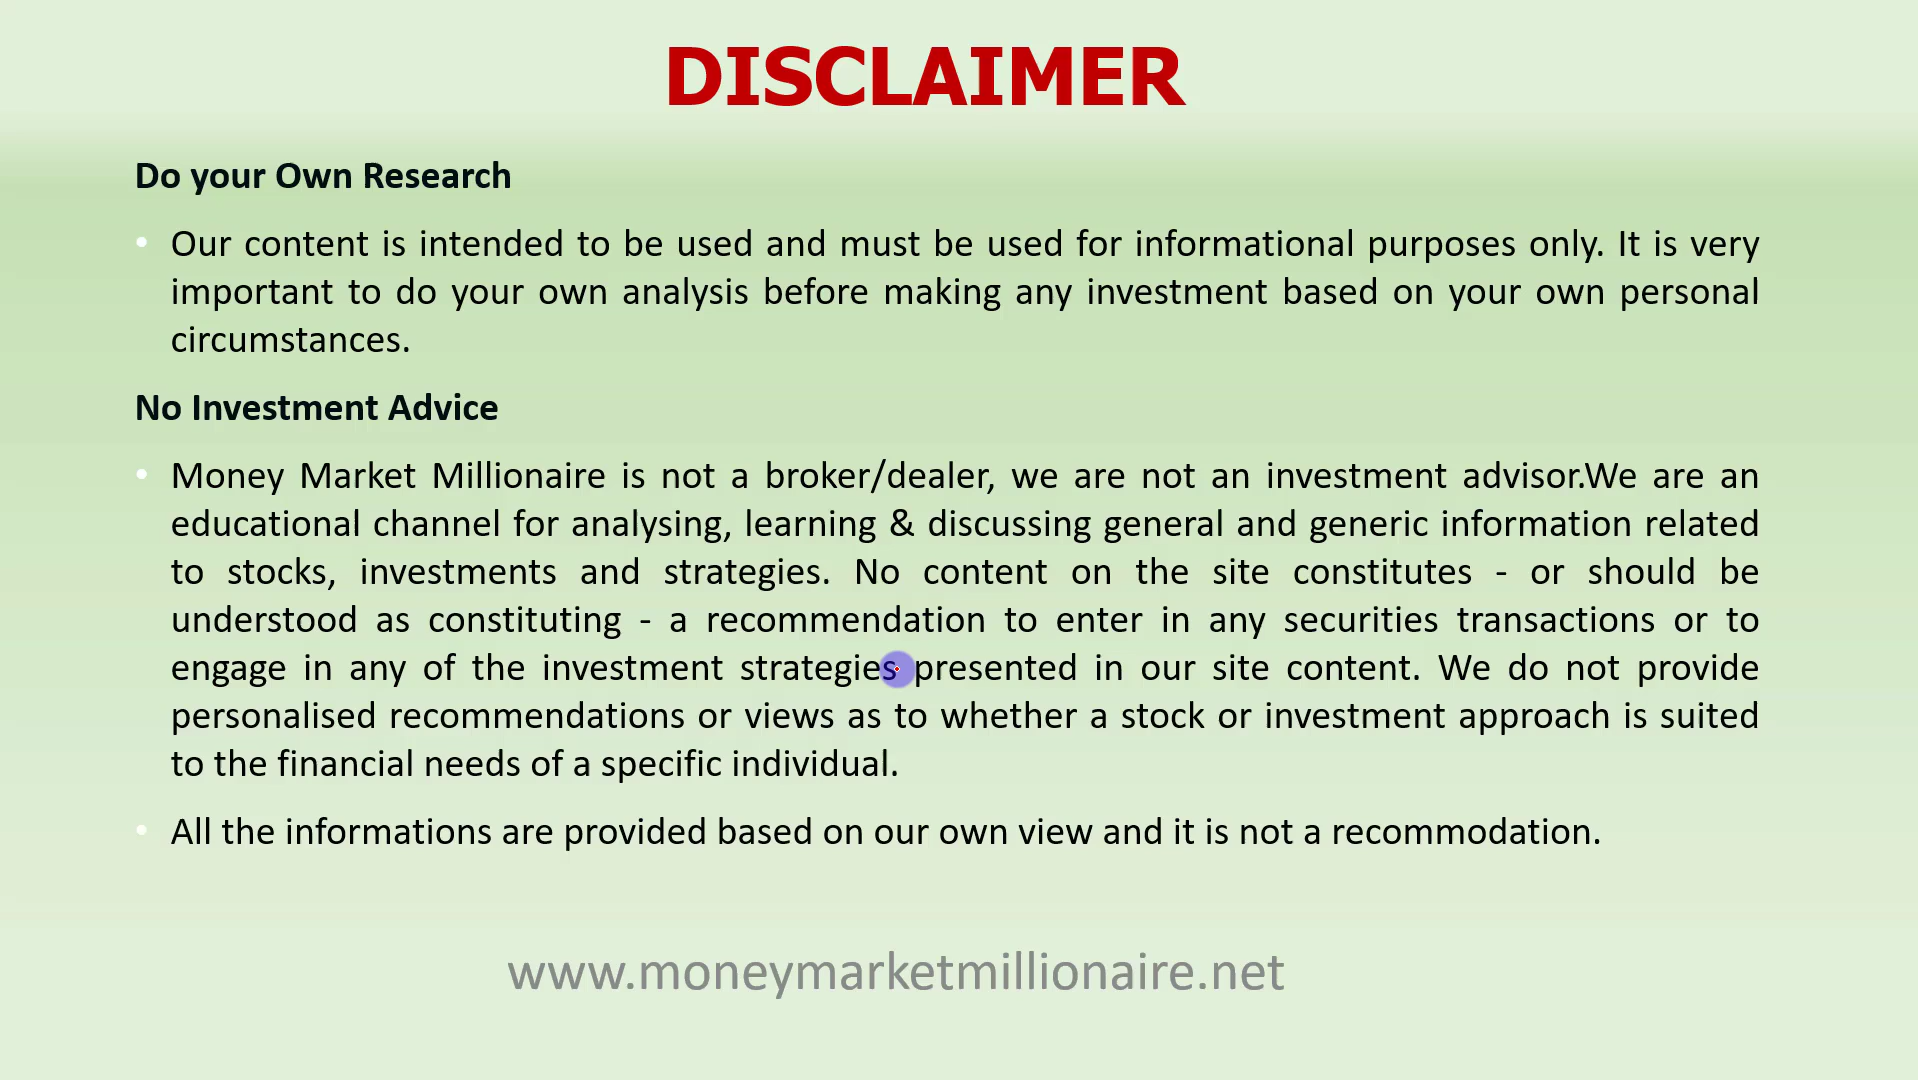 DISCLAIMER
Do your Own Research
• Our content is intended to be used and must be used for informational purposes only. It is very
important to do your own analysis before making any investment based on your own personal
circumstances.
No Investment Advice
• Money Market Millionaire is not a broker/dealer, we are not an investment advisor.We are an
educational channel for analysing, learning & discussing general and generic information related
to stocks, investments and strategies. No content on the site constitutes - or should be
understood as constituting - a recommendation to enter in any securities transactions or to
engage in any of the investment strategies presented in our site content. We do not provide
personalised recommendations or views as to whether a stock or investment approach is suited
to the financial needs of a specific individual.
• All the informations are provided based on our own view and it is not a recommodation.
www.moneymarketmillionaire.net